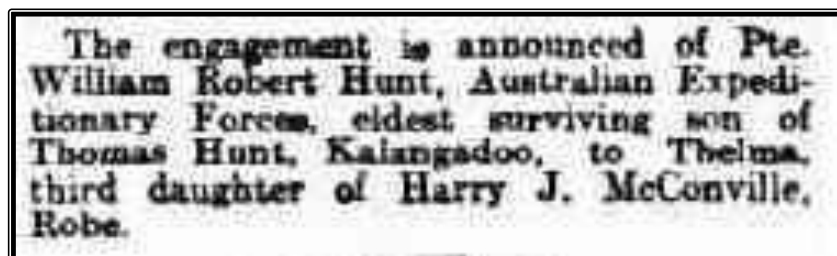 The engagement is announced of Pte.
William Robert Hunt, Australian Expedi-
tionary Forces, eldest surviving son of
Thomas Hunt, Kalangadoo, to Thelma,
third daughter of Harry J. McConville,
Robe.